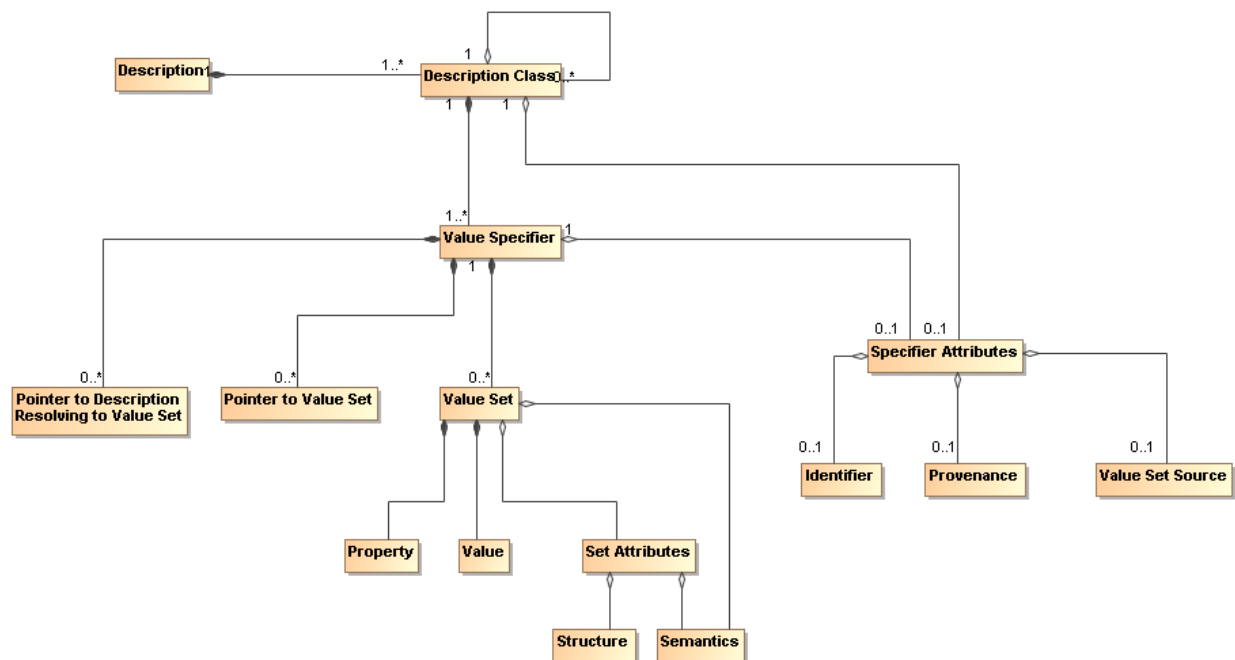 1
1..*
Description
1
Description Class
0..*
1
1
1..*
Value Specifier
1
1
0..1
0..1
Specifier Attributes
0..*
0..*
0..*
Pointer to Description
Resolving to Value Set
Pointer to Value Set
Value Set
0..1
0..1
0..1
Identifier
Provenance
Value Set Source
Property
Value
Set Attributes
Structure
Semantics